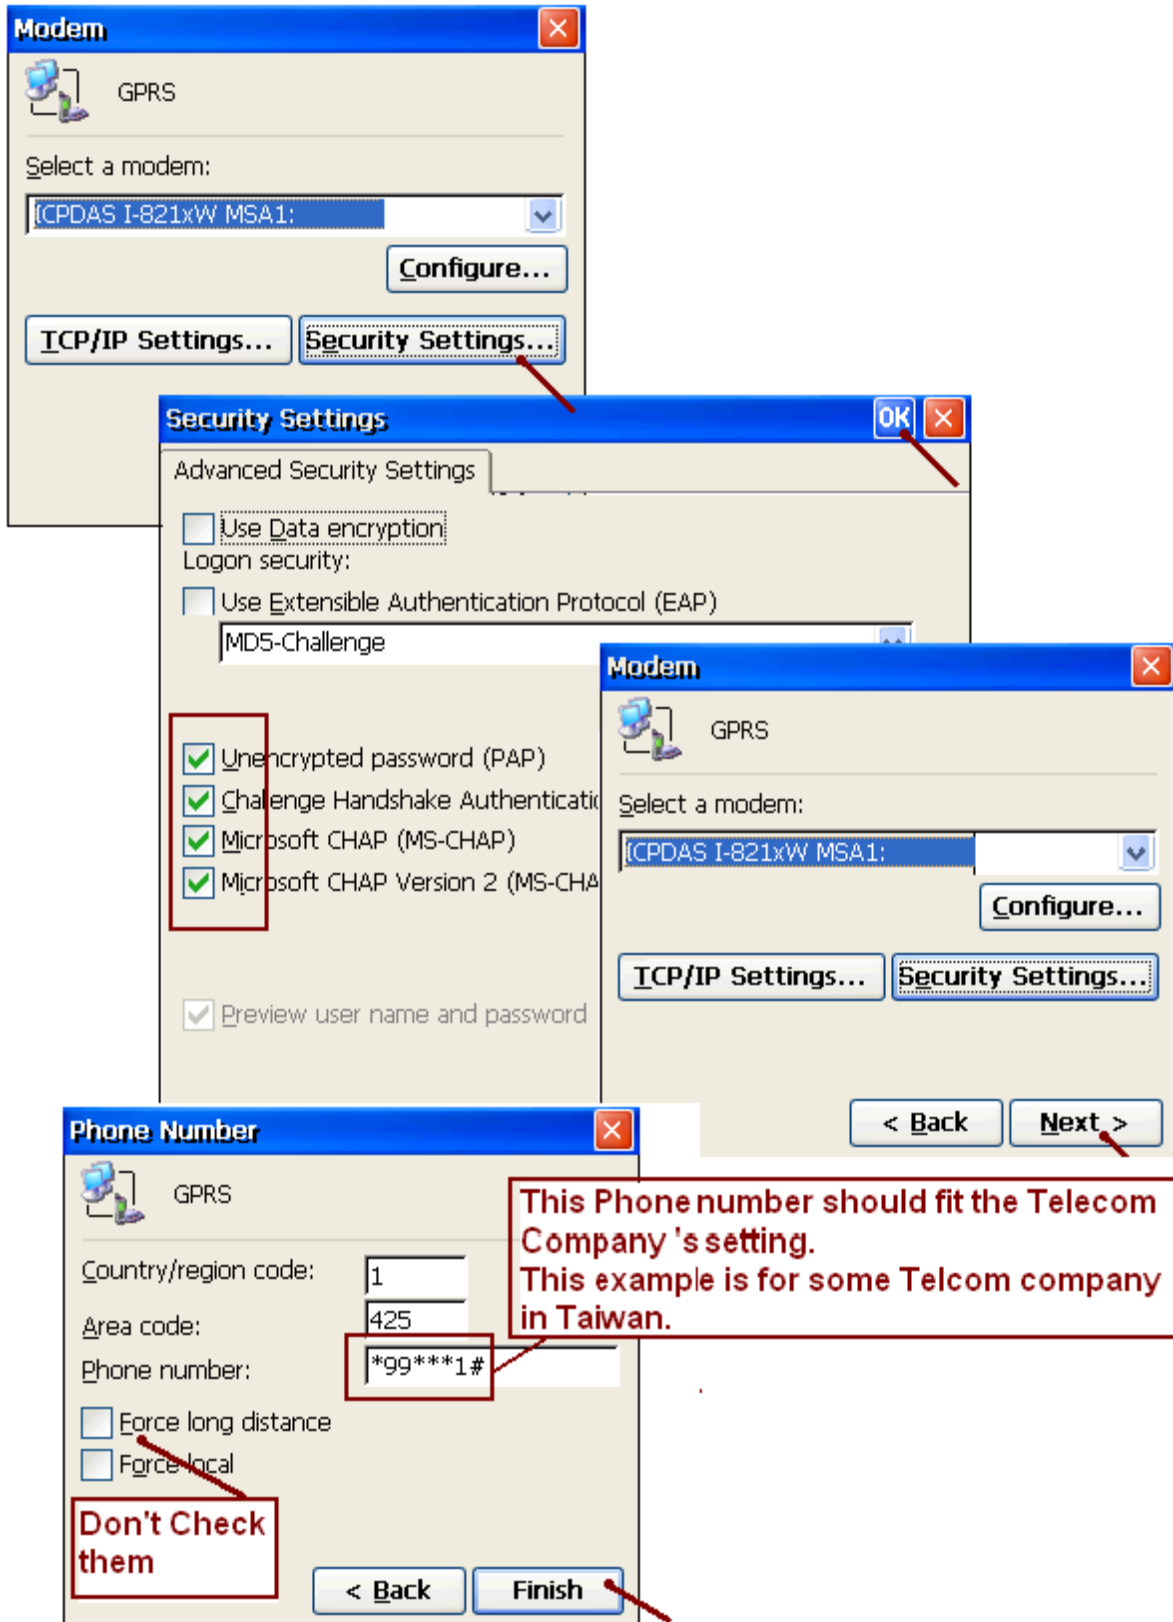 Modem
GPRS
Select a modem:
ICPDAS I-821xW MSA1:
Configure...
TCP/IP Settings...
Security Settings...
Security Settings
OK
Advanced Security Settings
Use Data encryption
Logon security:
Use Extensible Authentication Protocol (EAP)
MD5-Challenge
Unencrypted password (PAP)
Challenge Handshake Authenticatio
Microsoft CHAP (MS-CHAP)
Microsoft CHAP Version 2 (MS-CHA
Preview user name and password
Modem
GPRS
Select a modem:
ICPDAS I-821xW MSA1:
Configure...
TCP/IP Settings...
Security Settings...
< Back
Next >
Phone Number
GPRS
Country/region code:
1
Area code:
425
Phone number:
*99***1#
Force long distance
Force local
Don't Check
them
< Back
Finish
This Phone number should fit the Telecom
Company 's setting.
This example is for some Telcom company
in Taiwan.